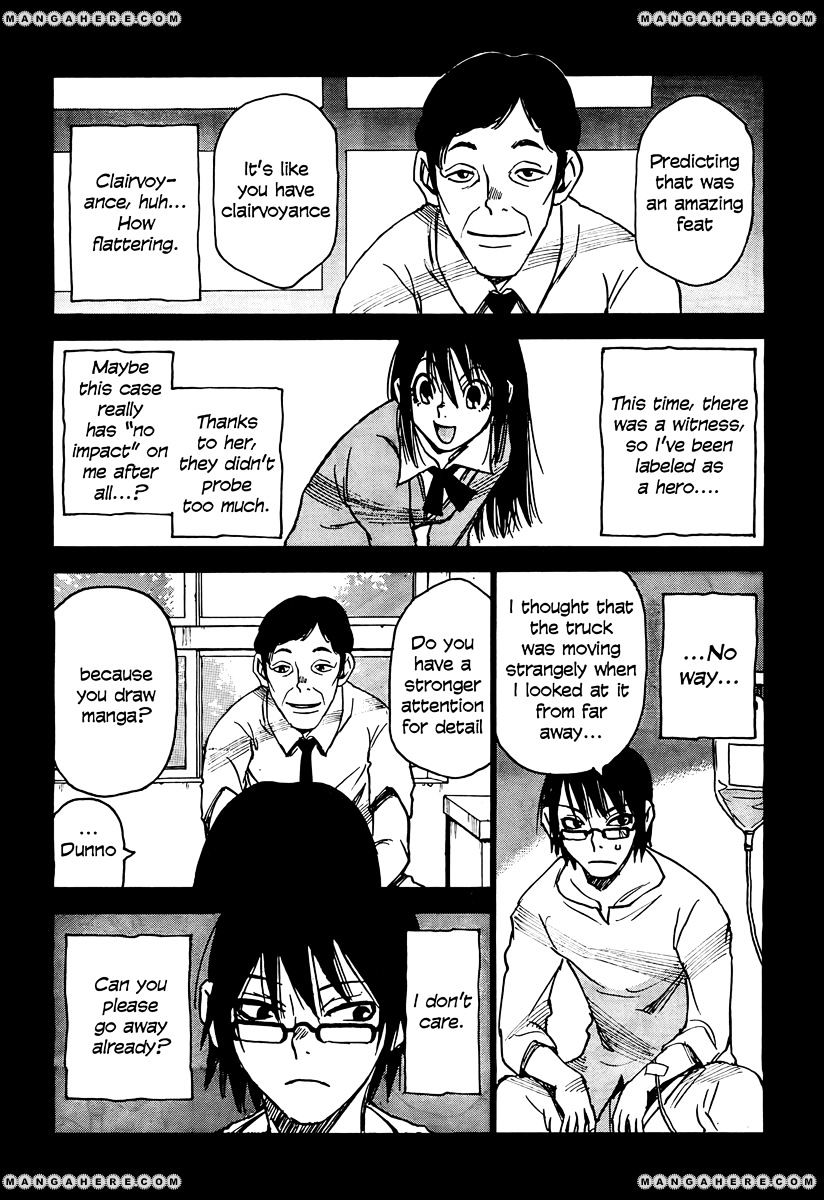 MANGAHERE.COM
MANGAHERE.COM
Predicting
that was
an amazing
feat
It's like
you have
clairvoyance
Clairvoy-
ance, huh...
How
flattering.
This time, there
was a witness,
so I've been
labeled as
a hero....
Thanks
to her,
they didn't
probe
too much.
Maybe
this case
really
has "no
impact" on
me after
all...?
...No
way...
I thought that
the truck
was moving
strangely when
I looked at it
from far
away...
Do you
have a
stronger
attention
for detail
because
you draw
manga?
...
Dunno
I don't
care.
Can you
please
go away
already?
MANGAHERE.COM
MANGAHERE.COM